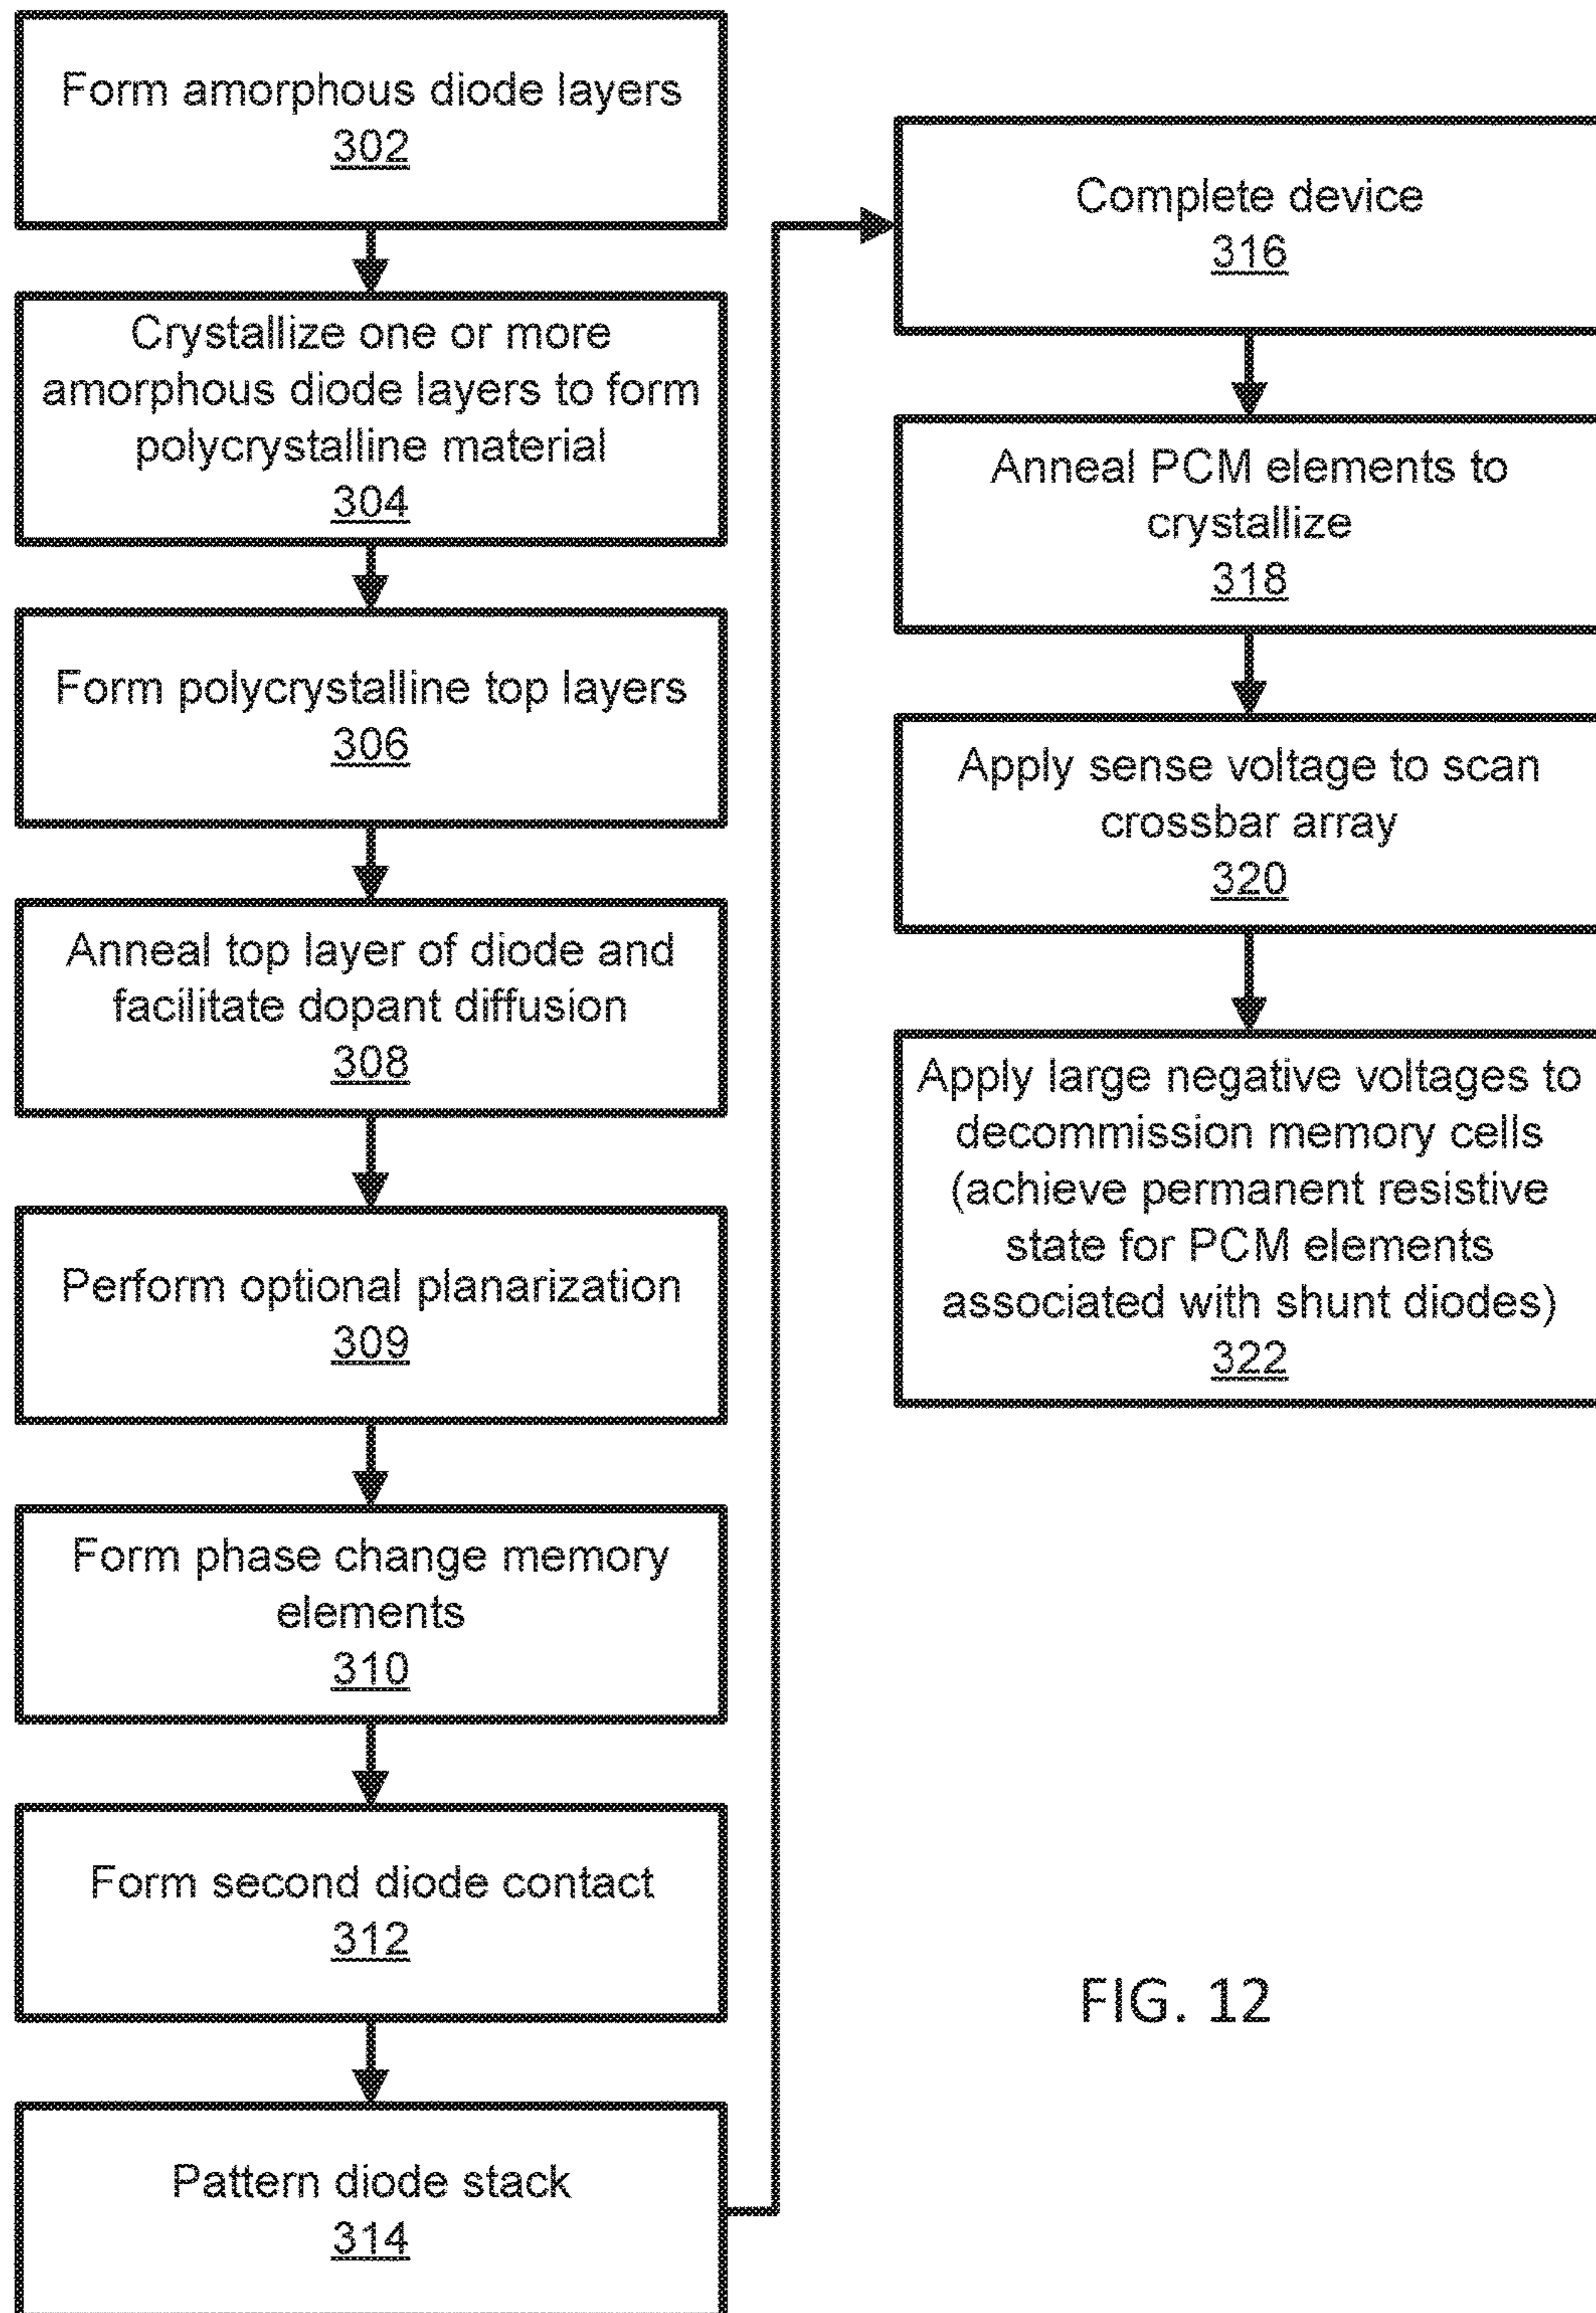 Form amorphous diode layers
302
Crystallize one or more
amorphous diode layers to form
polycrystalline material
304
Form polycrystalline top layers
306
Anneal top layer of diode and
facilitate dopant diffusion
308
Perform optional planarization
309
Form phase change memory
elements
310
Form second diode contact
312
Pattern diode stack
314
Complete device
316
Anneal PCM elements to
crystallize
318
Apply sense voltage to scan
crossbar array
320
Apply large negative voltages to
decommission memory cells
(achieve permanent resistive
state for PCM elements
associated with shunt diodes)
322
FIG. 12